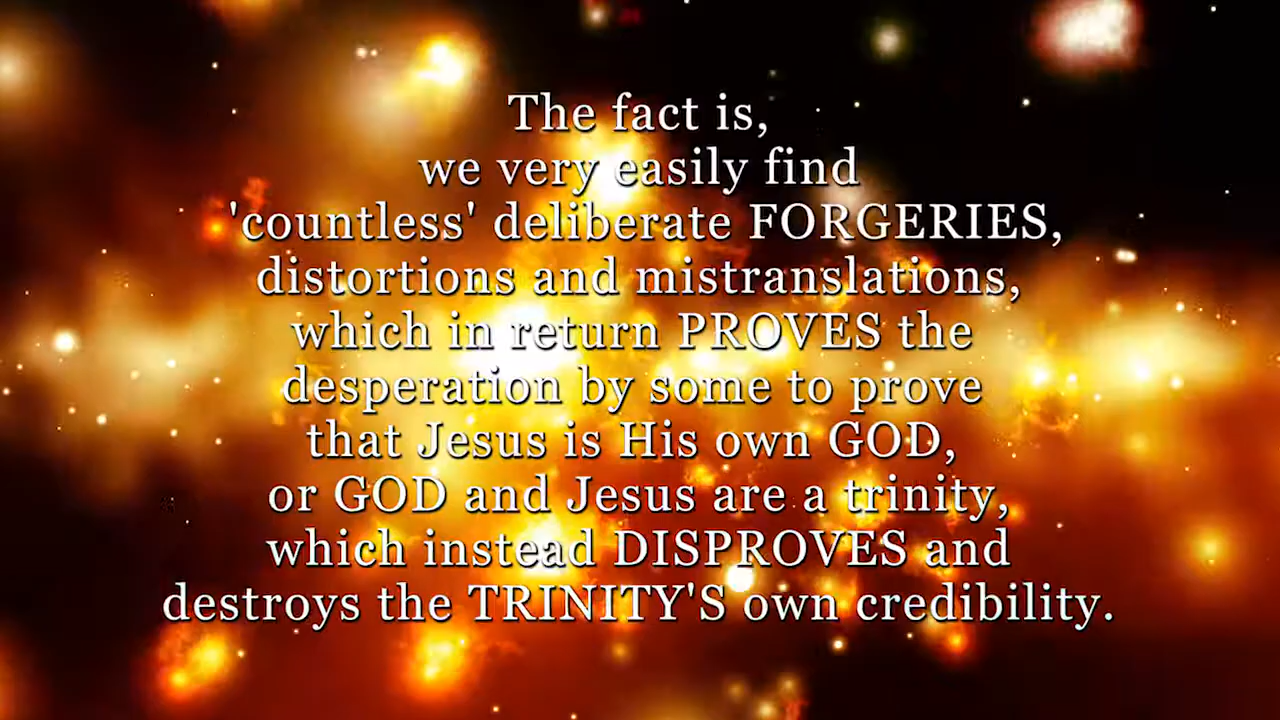 The fact is,
we very easily find
'countless' deliberate FORGERIES,
distortions and mistranslations,
which in return PROVES the
desperation by some to prove
that Jesus is His own GOD,
or GOD and Jesus are a trinity,
which instead DISPROVES and
destroys the TRINITY'S own credibility.